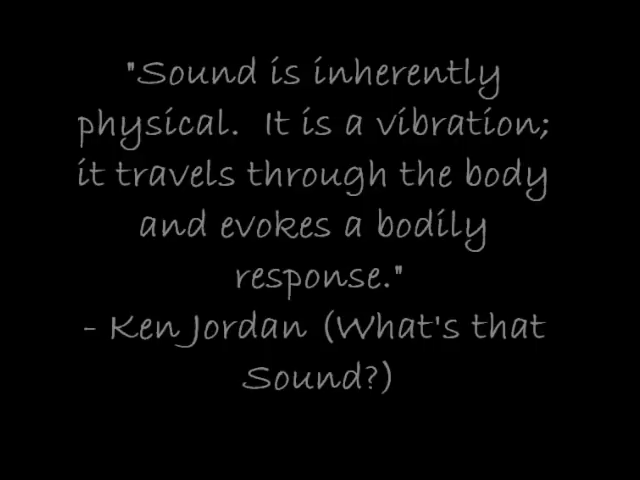 "Sound is inherently
physical.  It is a vibration;
it travels through the body
and evokes a bodily
response."
- Ken Jordan (What's that
Sound?)